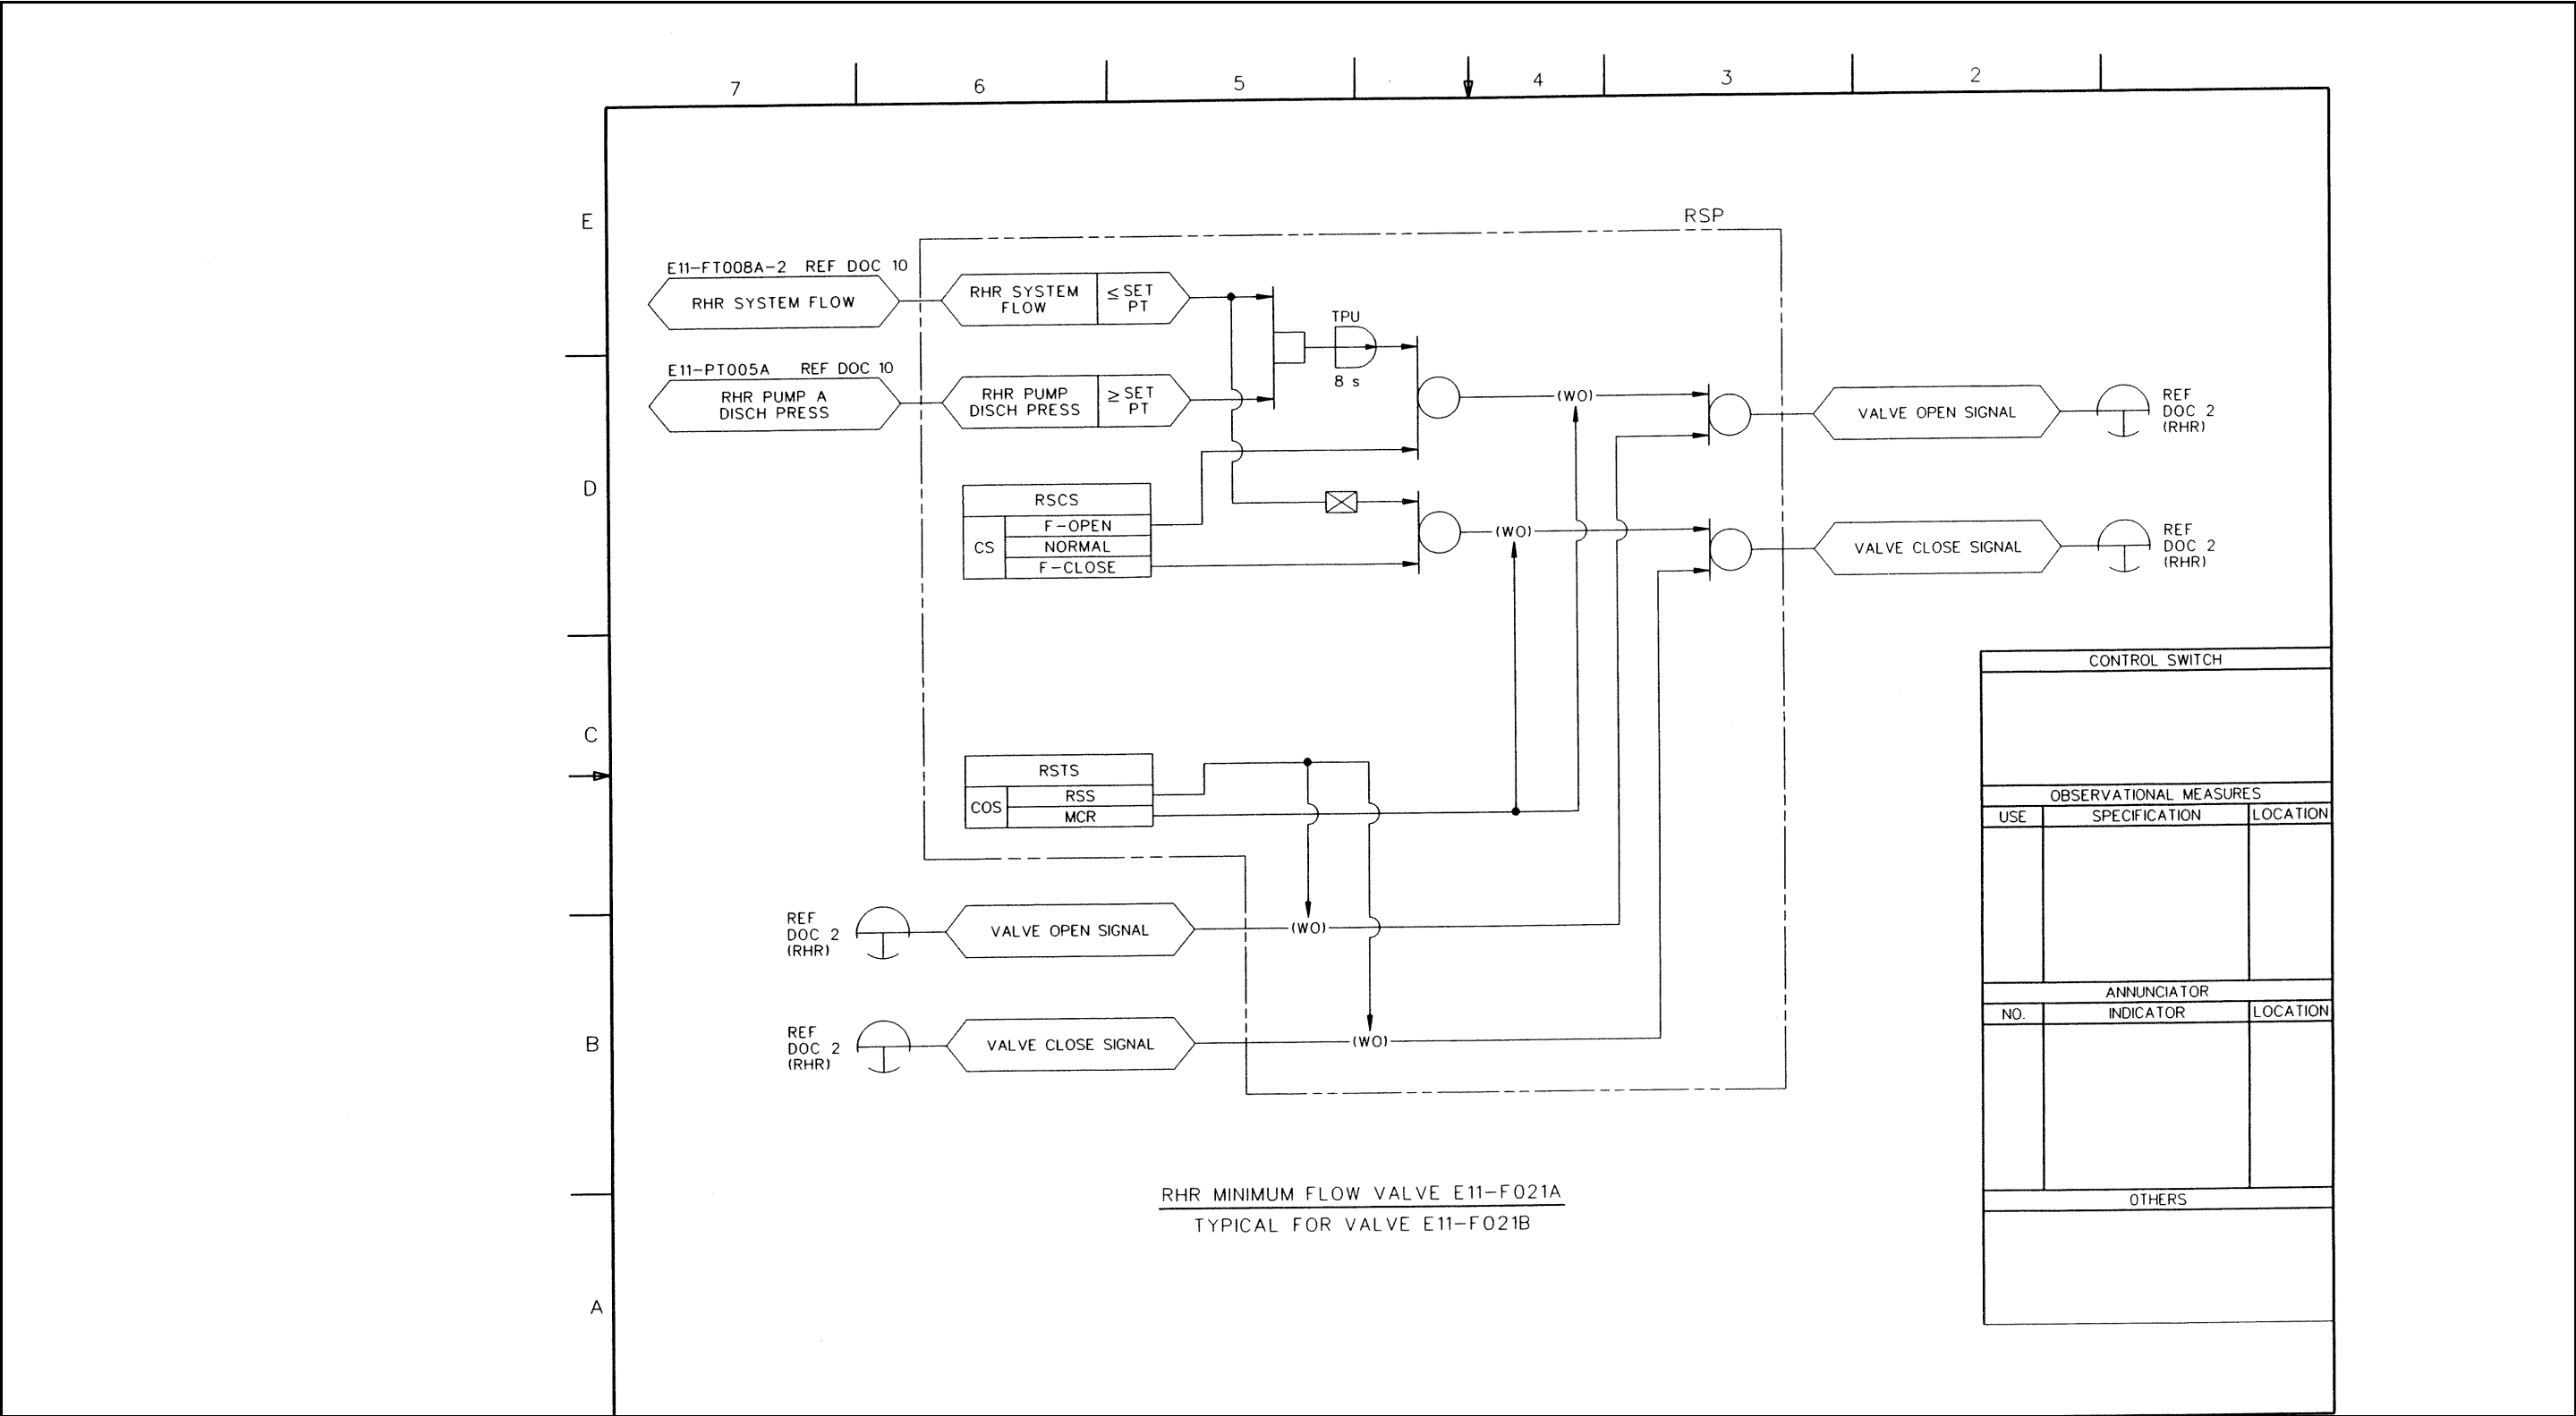 7 6 5 4 3 2
E
D
C
B
A
RSP
E11-FT008A-2 REF DOC 10
RHR SYSTEM FLOW
RHR SYSTEM
FLOW
≤ SET
PT
E11-PT005A REF DOC 10
RHR PUMP A
DISCH PRESS
RHR PUMP
DISCH PRESS
≥ SET
PT
TPU
8 s
(WO)
VALVE OPEN SIGNAL
REF
DOC 2
(RHR)
RSCS
CS
F-OPEN
NORMAL
F-CLOSE
(WO)
VALVE CLOSE SIGNAL
REF
DOC 2
(RHR)
RSTS
COS
RSS
MCR
REF
DOC 2
(RHR)
VALVE OPEN SIGNAL
(WO)
REF
DOC 2
(RHR)
VALVE CLOSE SIGNAL
(WO)
CONTROL SWITCH
OBSERVATIONAL MEASURES
USE SPECIFICATION LOCATION
ANNUNCIATOR
NO. INDICATOR LOCATION
OTHERS
RHR MINIMUM FLOW VALVE E11-F021A
TYPICAL FOR VALVE E11-F021B